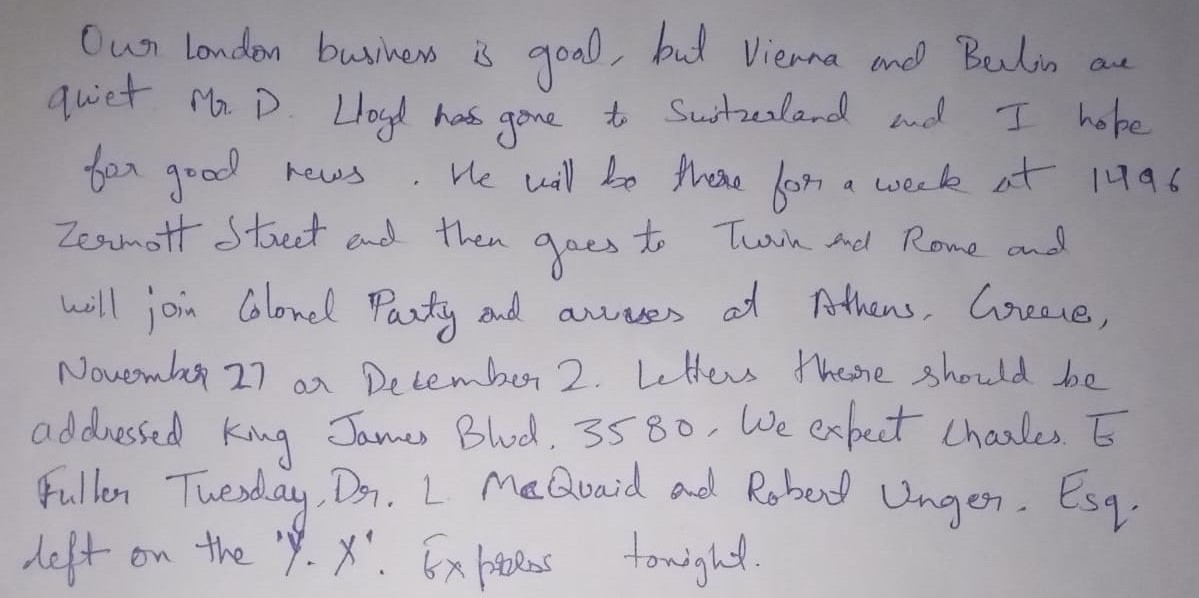 Our London business is good, but Vienna and Berlin are
quiet Mr. D. Lloyd has gone to Switzerland and I hope
for good news. He will be there for a week at 1496
Zermott Street and then goes to Turin and Rome and
will join Colonel Party and arrives at Athens, Greece,
November 27 or December 2. Letters there should be
addressed King James Blvd. 3580. We expect Charles. E
Fuller Tuesday, Dr. L McQuaid and Robert Unger. Esq.
left on the 'Y. X'. Express tonight.